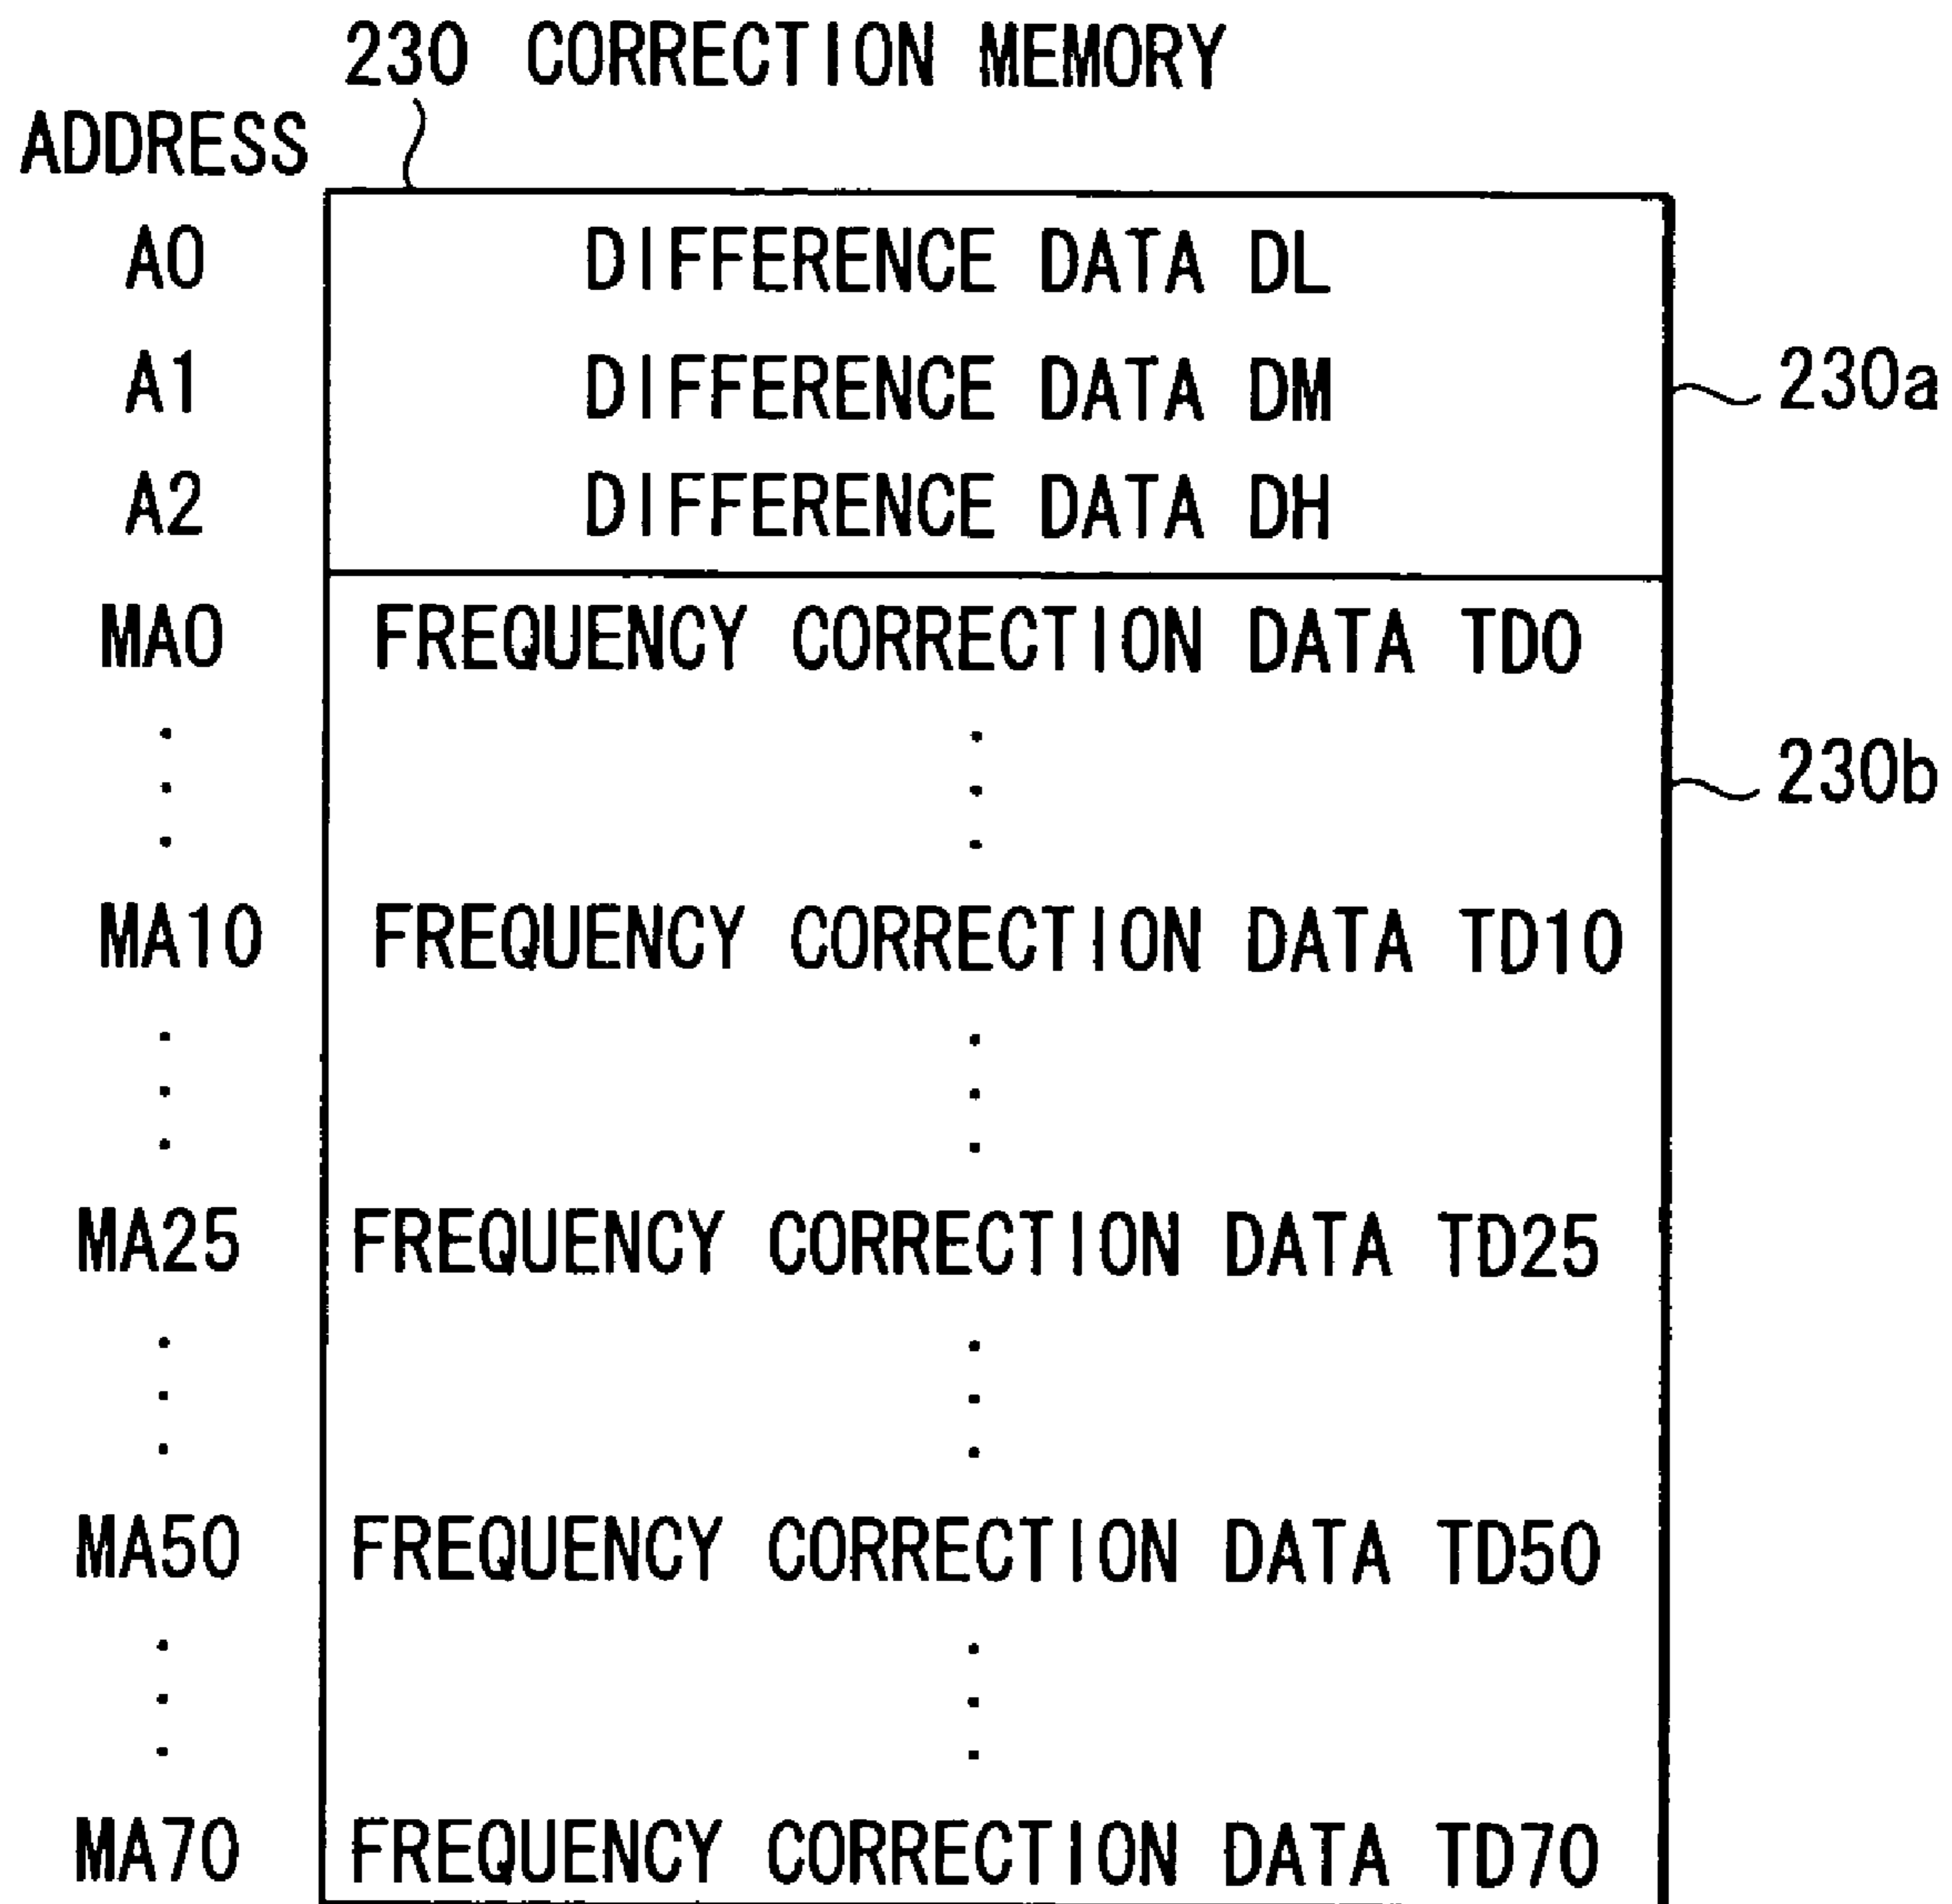 230 CORRECTION MEMORY
ADDRESS
A0 DIFFERENCE DATA DL
A1 DIFFERENCE DATA DM 230a
A2 DIFFERENCE DATA DH
MA0 FREQUENCY CORRECTION DATA TD0
230b
MA10 FREQUENCY CORRECTION DATA TD10
MA25 FREQUENCY CORRECTION DATA TD25
MA50 FREQUENCY CORRECTION DATA TD50
MA70 FREQUENCY CORRECTION DATA TD70